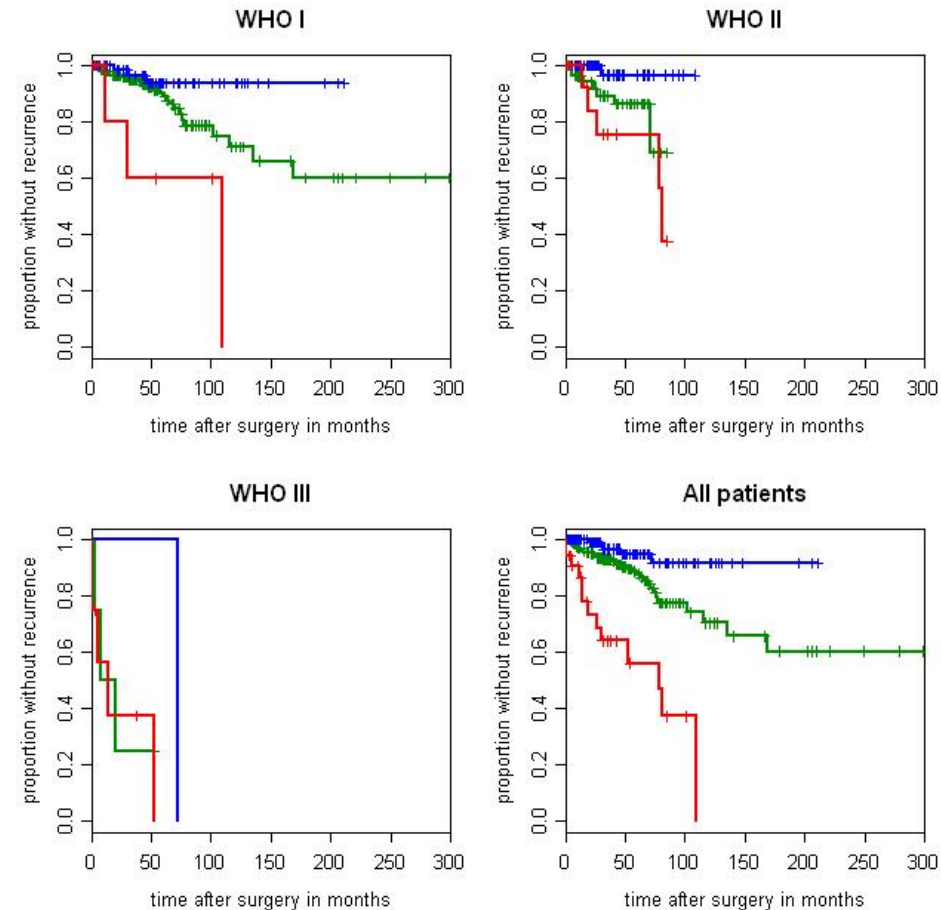 WHO I
proportion without recurrence
0.0 0.2 0.4 0.6 0.8 1.0
0 50 100 150 200 250 300
time after surgery in months
WHO II
proportion without recurrence
0.0 0.2 0.4 0.6 0.8 1.0
0 50 100 150 200 250 300
time after surgery in months
WHO III
proportion without recurrence
0.0 0.2 0.4 0.6 0.8 1.0
0 50 100 150 200 250 300
time after surgery in months
All patients
proportion without recurrence
0.0 0.2 0.4 0.6 0.8 1.0
0 50 100 150 200 250 300
time after surgery in months